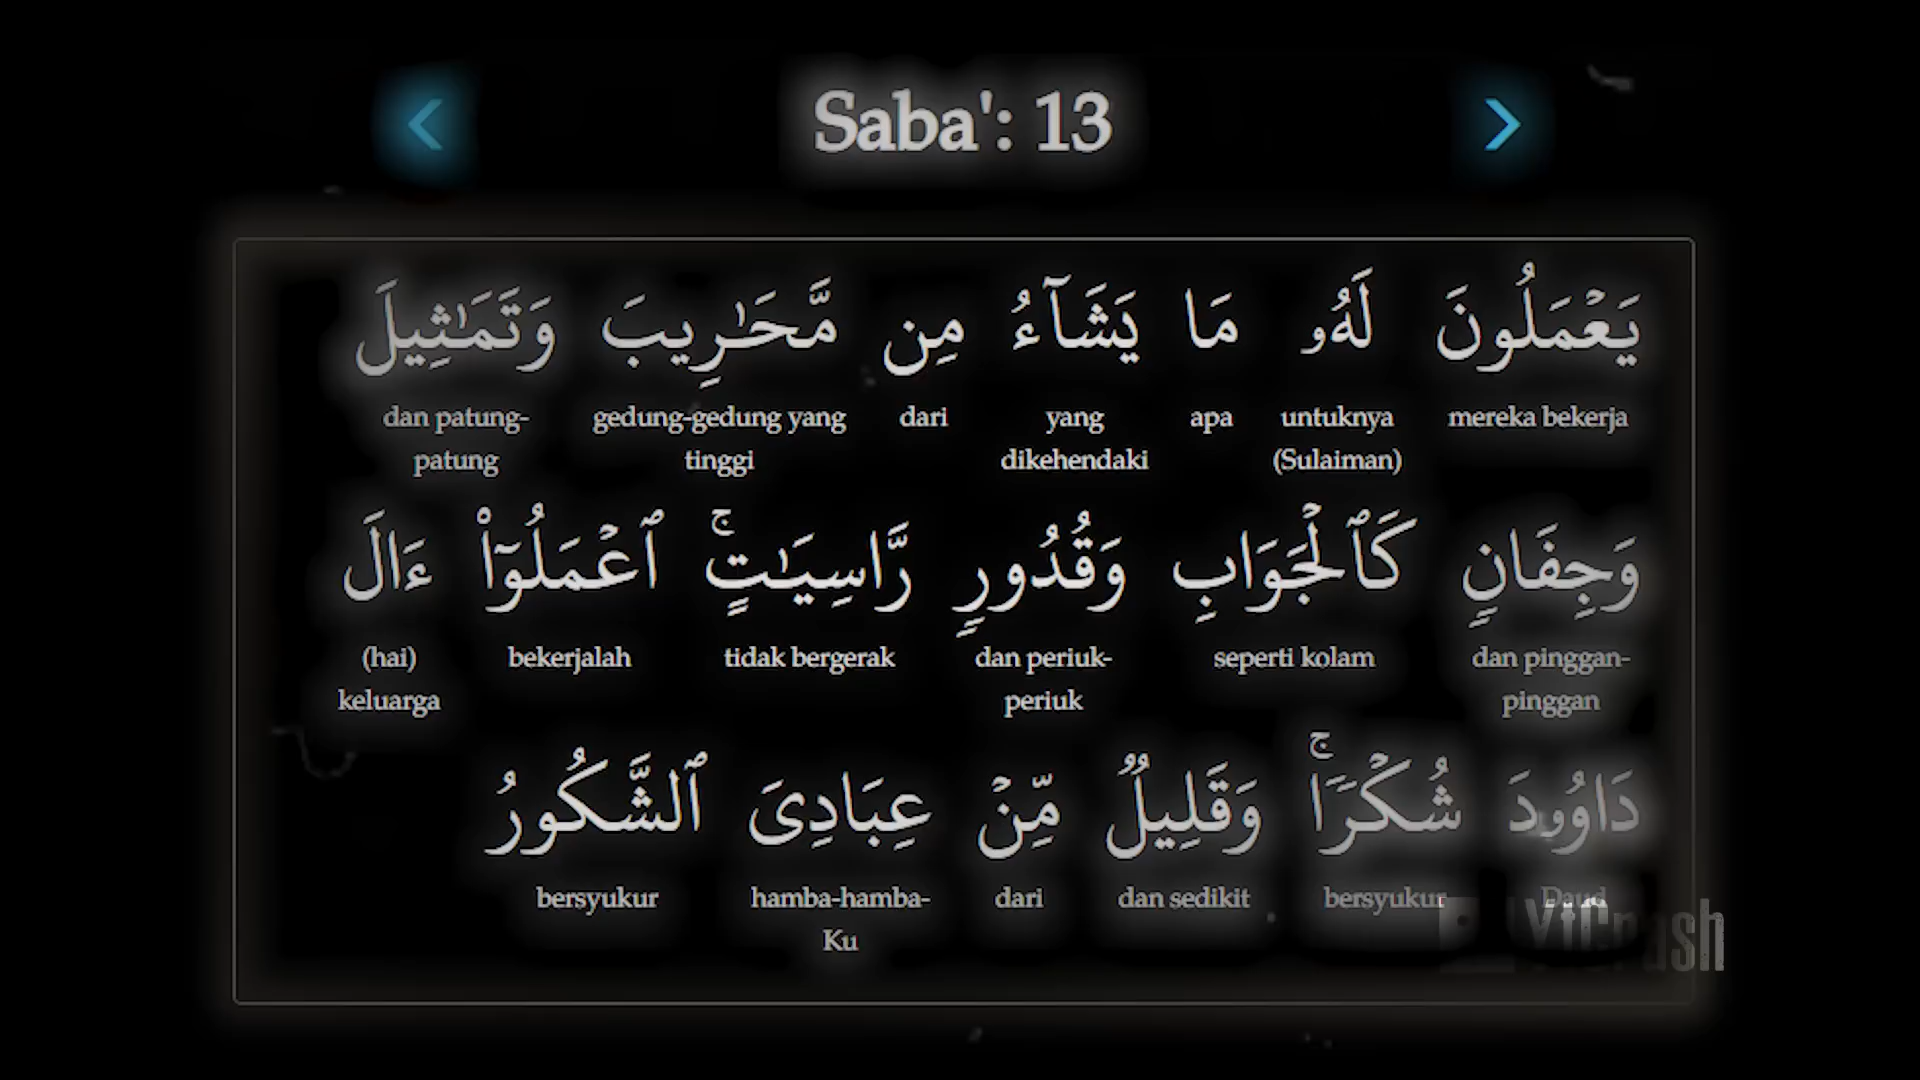 Saba': 13
يَعْمَلُونَ لَهُۥ مَا يَشَآءُ مِن مَّحَٰرِيبَ وَتَمَٰثِيلَ
mereka bekerja untuknya (Sulaiman) apa yang dikehendaki dari gedung-gedung yang tinggi dan patung-patung
وَجِفَانٍ كَٱلْجَوَابِ وَقُدُورٍ رَّاسِيَٰتٍ ۚ ٱعْمَلُوٓا۟ ءَالَ
dan pinggan-pinggan seperti kolam dan periuk-periuk tidak bergerak bekerjalah (hai) keluarga
دَاوُۥدَ شُكْرًا ۚ وَقَلِيلٌ مِّنْ عِبَادِىَ ٱلشَّكُورُ
Daud bersyukur dan sedikit dari hamba-hamba-Ku bersyukur
YtCrash